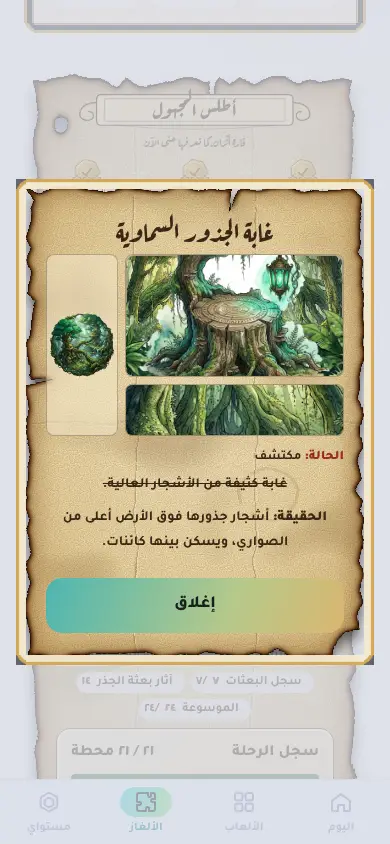 أطلس المجهول
غابة الجذور السماوية
الحالة: مكتشف
غابة كثيفة من الأشجار العالية.
الحقيقة: أشجار جذورها فوق الأرض أعلى من
الصواري، ويسكن بينها كائنات.
إغلاق
سجل البعثات ٧ /٧
آثار بعثة الجذر ١٤
الموسوعة ٢٤ /٢٤
سجل الرحلة
٢١ / ٢١ محطة
اليوم
الألعاب
الألغاز
مستواي